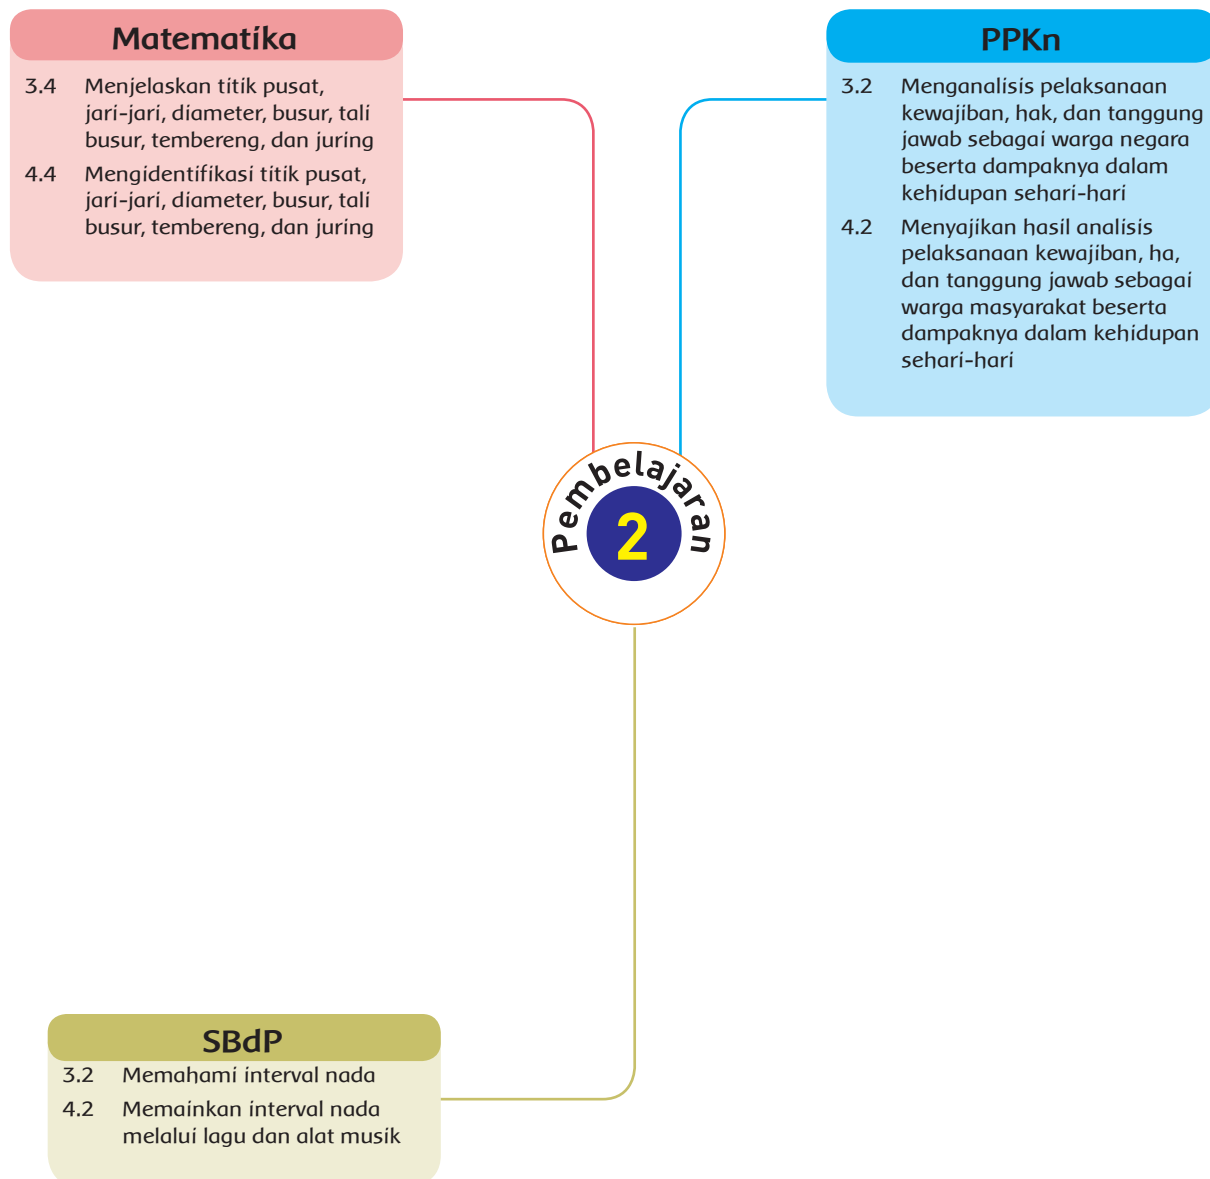 Matematika
3.4 Menjelaskan titik pusat,
jari-jari, diameter, busur, tali
busur, tembereng, dan juring
4.4 Mengidentifikasi titik pusat,
jari-jari, diameter, busur, tali
busur, tembereng, dan juring
PPKn
3.2 Menganalisis pelaksanaan
kewajiban, hak, dan tanggung
jawab sebagai warga negara
beserta dampaknya dalam
kehidupan sehari-hari
4.2 Menyajikan hasil analisis
pelaksanaan kewajiban, ha,
dan tanggung jawab sebagai
warga masyarakat beserta
dampaknya dalam kehidupan
sehari-hari
Pembelajaran
2
SBdP
3.2 Memahami interval nada
4.2 Memainkan interval nada
melalui lagu dan alat musik